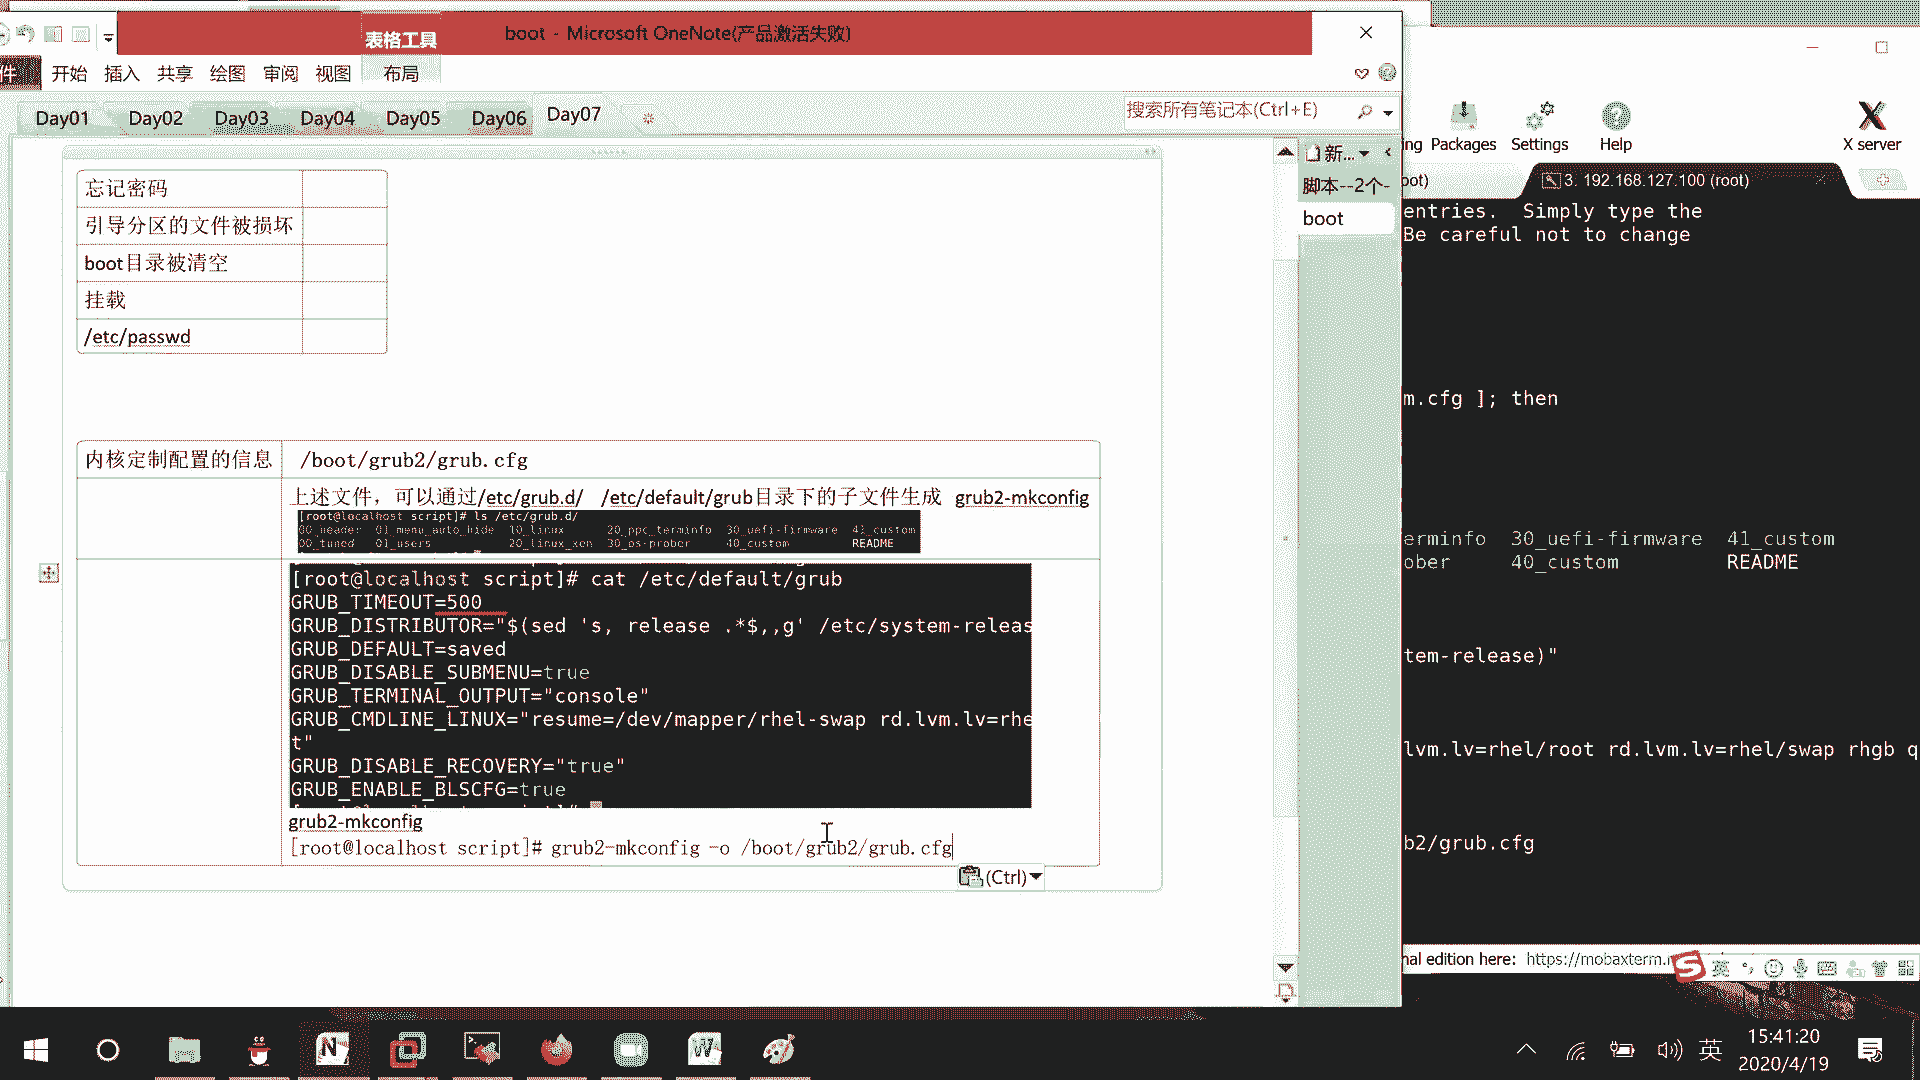 表格工具
boot - Microsoft OneNote(产品激活失败)
件 开始 插入 共享 绘图 审阅 视图 布局
Day01 Day02 Day03 Day04 Day05 Day06 Day07
搜索所有笔记本(Ctrl+E)
新...
脚本--2个-
boot
忘记密码
引导分区的文件被损坏
boot目录被清空
挂载
/etc/passwd
内核定制配置的信息 /boot/grub2/grub.cfg
上述文件，可以通过/etc/grub.d/ /etc/default/grub目录下的子文件生成 grub2-mkconfig
[root@localhost script]# ls /etc/grub.d/
00_header 01_menu_auto_hide 10_linux 20_ppc_terminfo 30_uefi-firmware 41_custom
00_tuned 01_users 20_linux_xen 30_os-prober 40_custom README
[root@localhost script]# cat /etc/default/grub
GRUB_TIMEOUT=500
GRUB_DISTRIBUTOR="$(sed 's, release .*$,,g' /etc/system-releas
GRUB_DEFAULT=saved
GRUB_DISABLE_SUBMENU=true
GRUB_TERMINAL_OUTPUT="console"
GRUB_CMDLINE_LINUX="resume=/dev/mapper/rhel-swap rd.lvm.lv=rhe
t"
GRUB_DISABLE_RECOVERY="true"
GRUB_ENABLE_BLSCFG=true
grub2-mkconfig
[root@localhost script]# grub2-mkconfig -o /boot/grub2/grub.cfg
(Ctrl)
ing Packages Settings Help X server
oot) 3. 192.168.127.100 (root)
entries. Simply type the
Be careful not to change
m.cfg ]; then
erminfo 30_uefi-firmware 41_custom
ober 40_custom README
tem-release)"
lvm.lv=rhel/root rd.lvm.lv=rhel/swap rhgb q
b2/grub.cfg
nal edition here: https://mobaxterm.
英
英
15:41:20
2020/4/19